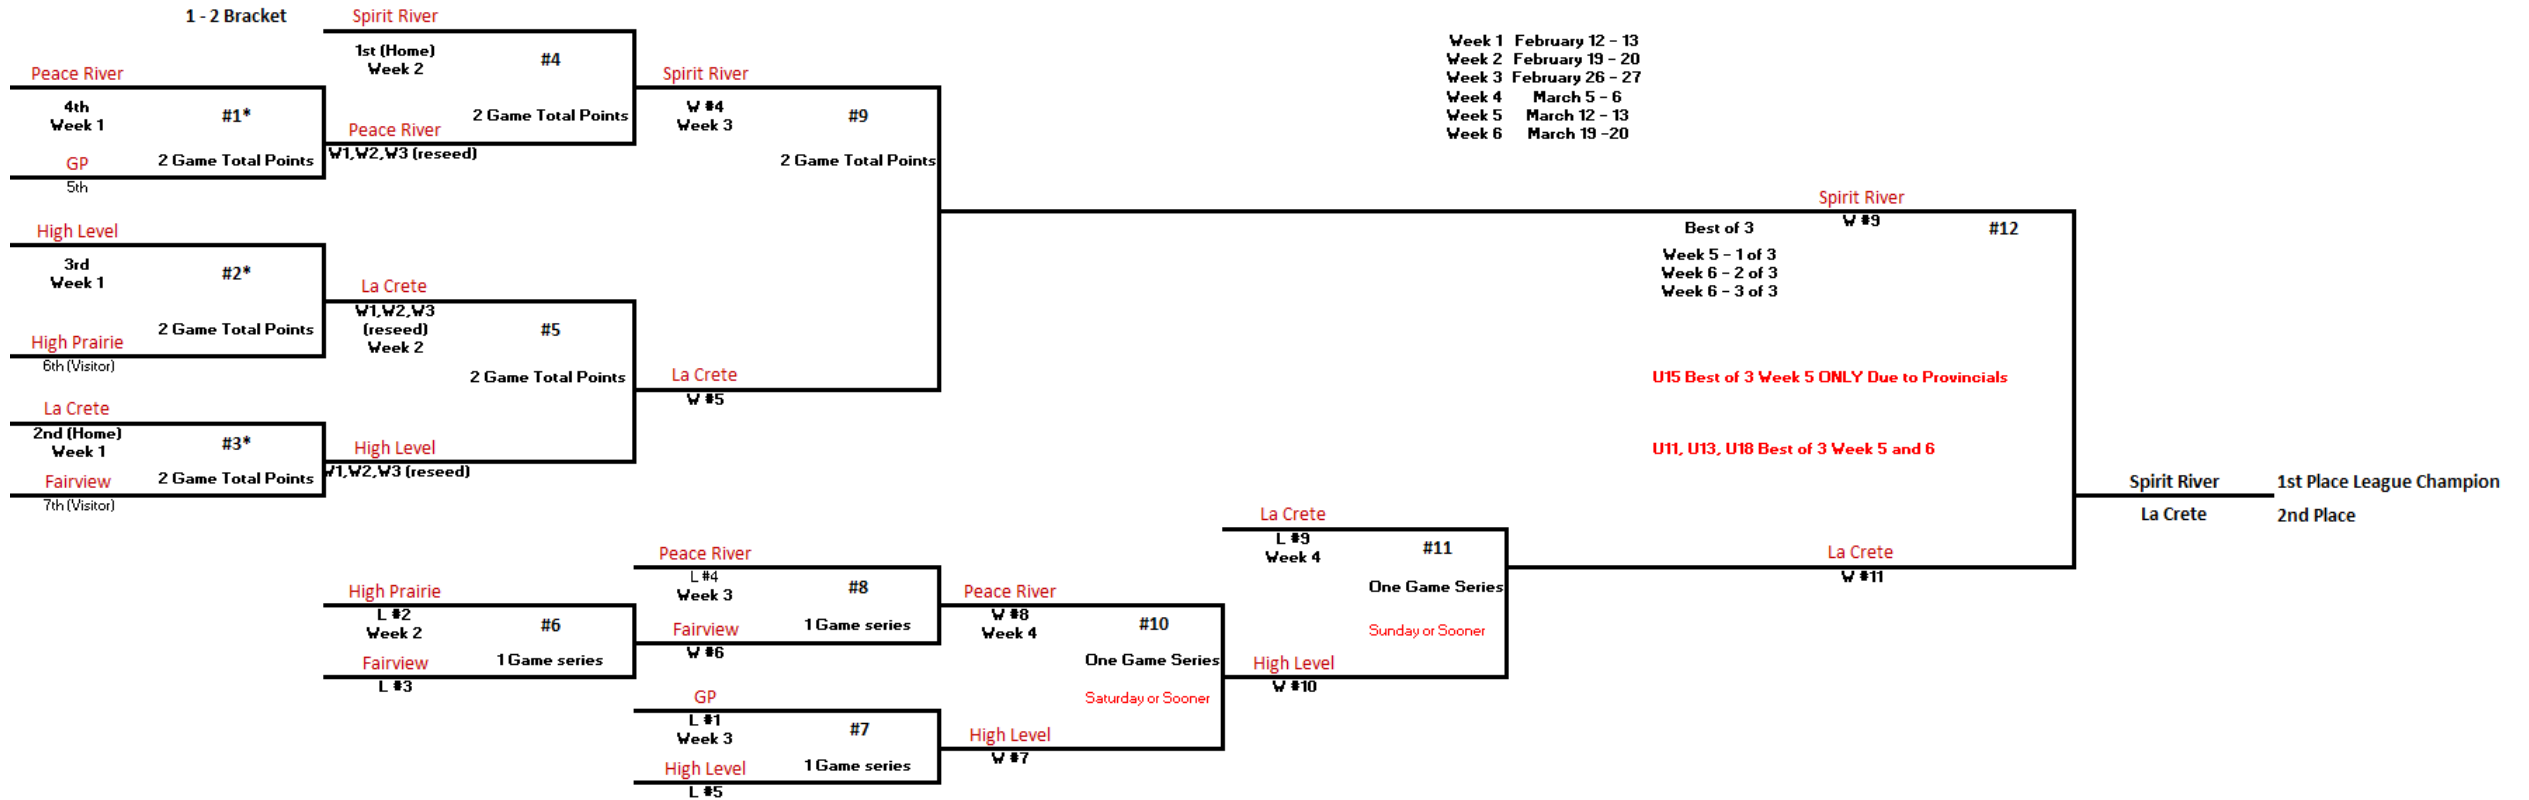 1 - 2 Bracket
Spirit River
1st (Home)
Week 2
#4
2 Game Total Points
Peace River
W1,W2,W3 (reseed)
Peace River
4th
Week 1
#1*
GP
2 Game Total Points
5th
High Level
3rd
Week 1
#2*
2 Game Total Points
High Prairie
6th (Visitor)
La Crete
2nd (Home)
Week 1
#3*
Fairview
2 Game Total Points
7th (Visitor)
La Crete
W1,W2,W3
(reseed)
Week 2
#5
2 Game Total Points
High Level
W1,W2,W3 (reseed)
Spirit River
W #4
Week 3
#9
2 Game Total Points
La Crete
W #5
Week 1 February 12 - 13
Week 2 February 19 - 20
Week 3 February 26 - 27
Week 4 March 5 - 6
Week 5 March 12 - 13
Week 6 March 19 -20
Spirit River
W #9
Best of 3
#12
Week 5 - 1 of 3
Week 6 - 2 of 3
Week 6 - 3 of 3
U15 Best of 3 Week 5 ONLY Due to Provincials
U11, U13, U18 Best of 3 Week 5 and 6
Spirit River 1st Place League Champion
La Crete 2nd Place
High Prairie
L #2
Week 2
#6
1 Game series
Fairview
L #3
Peace River
L #4
Week 3
#8
1 Game series
Fairview
W #6
GP
L #1
Week 3
#7
1 Game series
High Level
L #5
Peace River
W #8
Week 4
#10
One Game Series
Saturday or Sooner
High Level
W #7
La Crete
L #9
Week 4
#11
One Game Series
Sunday or Sooner
High Level
W #10
La Crete
W #11